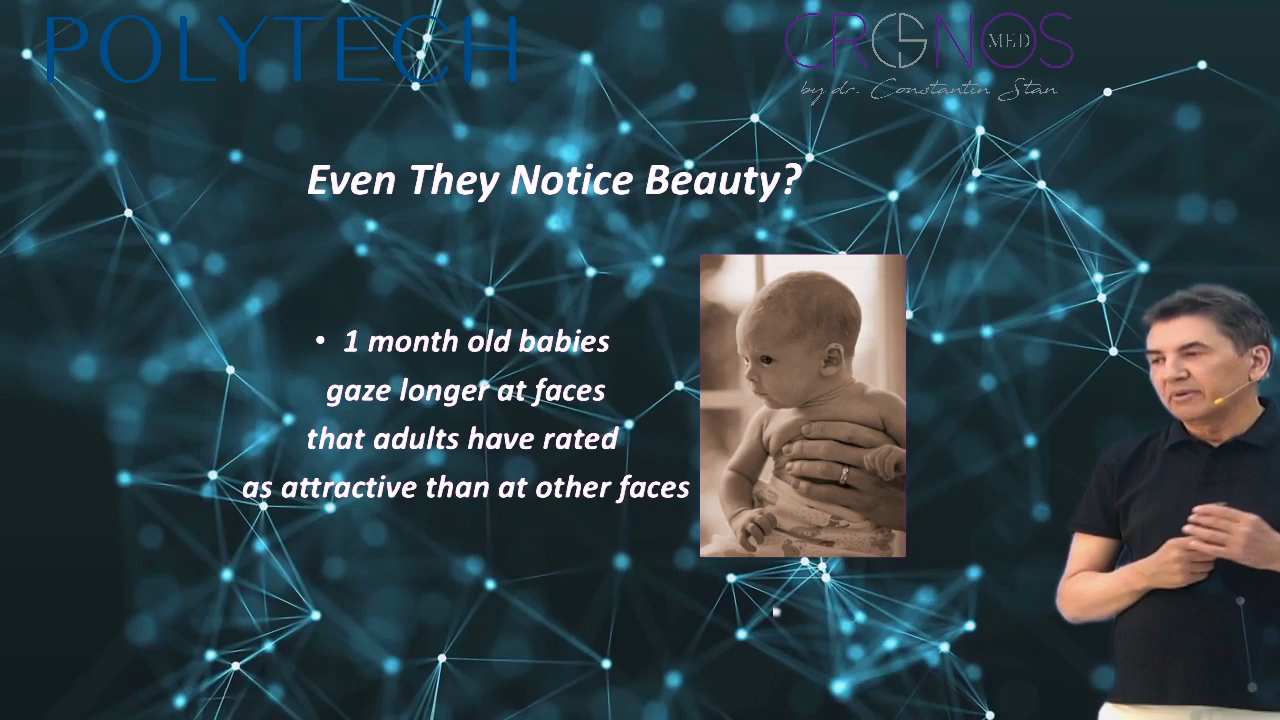 POLYTECH
CRONOS
MED
by dr. Constantin Stan
Even They Notice Beauty?
• 1 month old babies
gaze longer at faces
that adults have rated
as attractive than at other faces